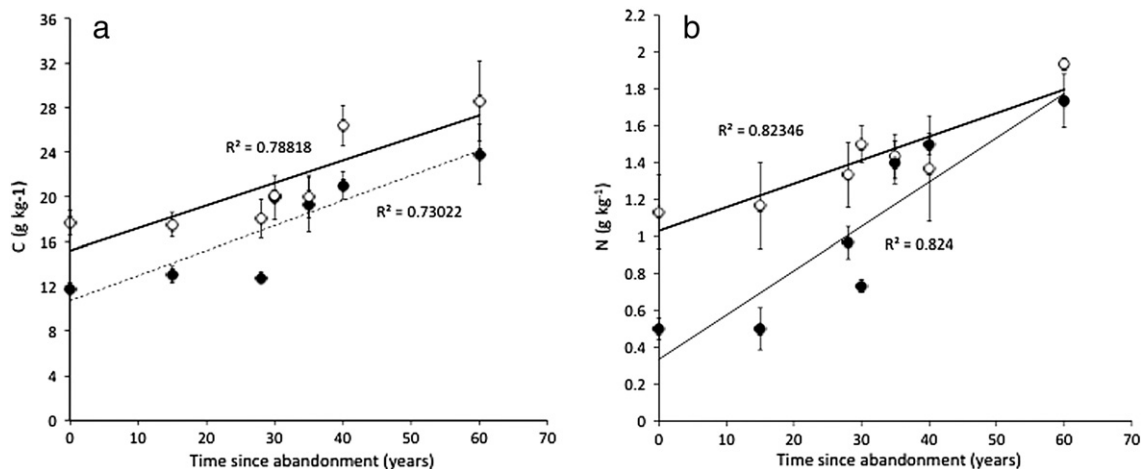 a
C (g kg-1)
36
32
28
24
20
16
12
8
4
0
R² = 0.78818
R² = 0.73022
0 10 20 30 40 50 60 70
Time since abandonment (years)
b
N (g kg⁻¹)
2.2
2
1.8
1.6
1.4
1.2
1
0.8
0.6
0.4
0.2
0
R² = 0.82346
R² = 0.824
0 10 20 30 40 50 60 70
Time since abandonment (years)